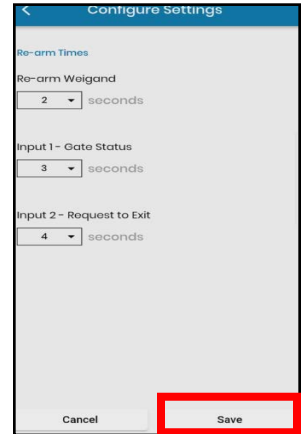 < Configure Settings
Re-arm Times
Re-arm Weigand
2 seconds
Input 1 - Gate Status
3 seconds
Input 2 - Request to Exit
4 seconds
Cancel Save